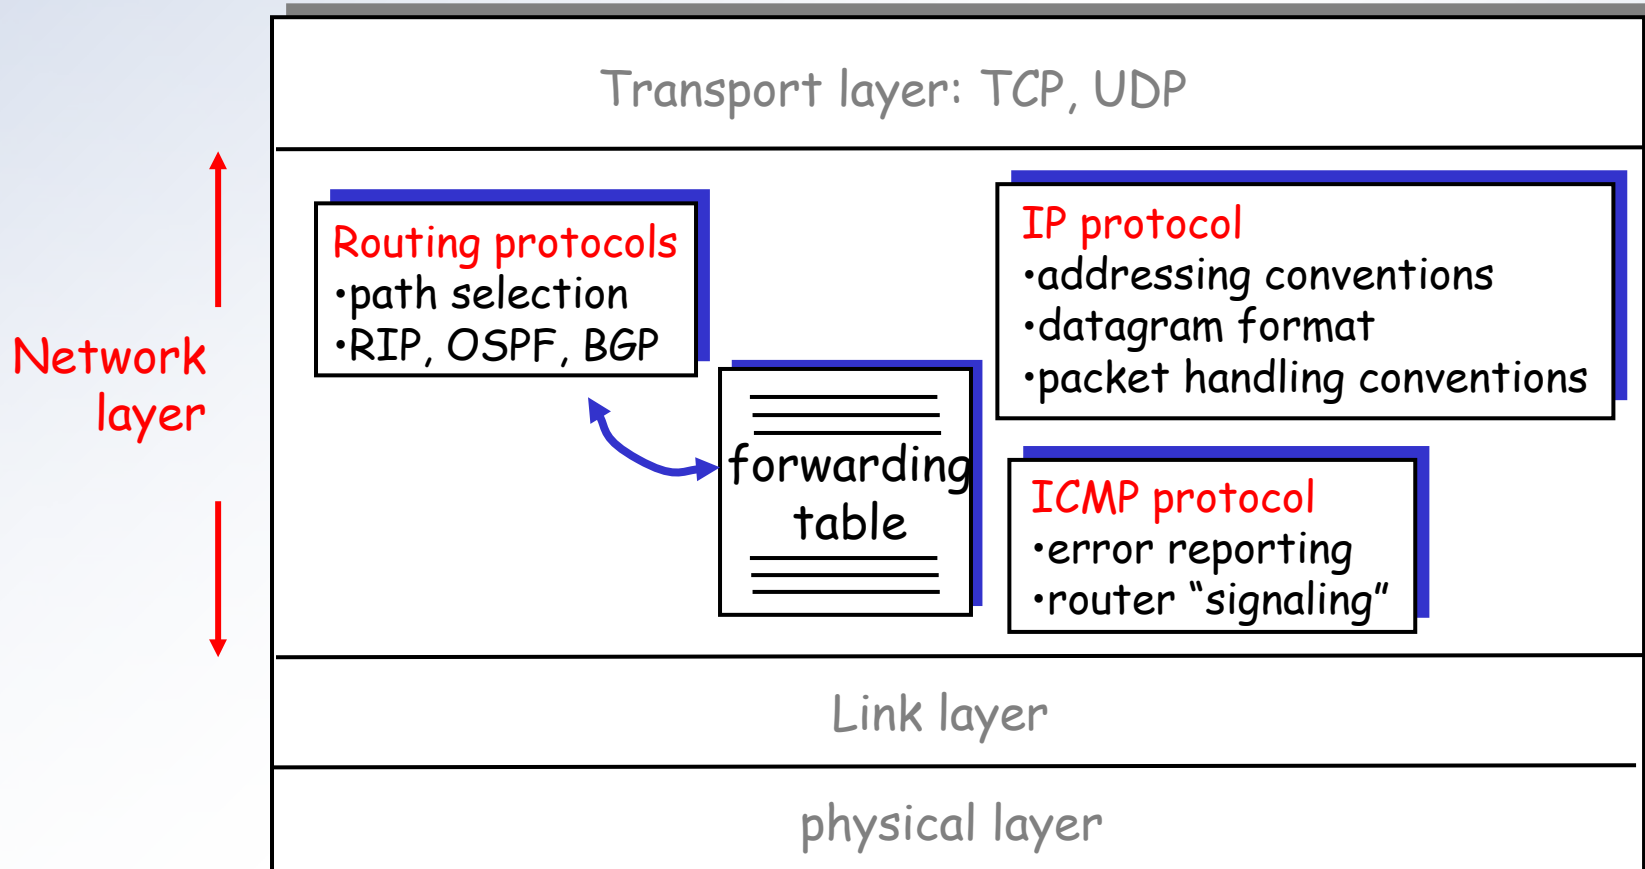 Transport layer: TCP, UDP
Network
layer
Routing protocols
•path selection
•RIP, OSPF, BGP
forwarding
table
IP protocol
•addressing conventions
•datagram format
•packet handling conventions
ICMP protocol
•error reporting
•router “signaling”
Link layer
physical layer